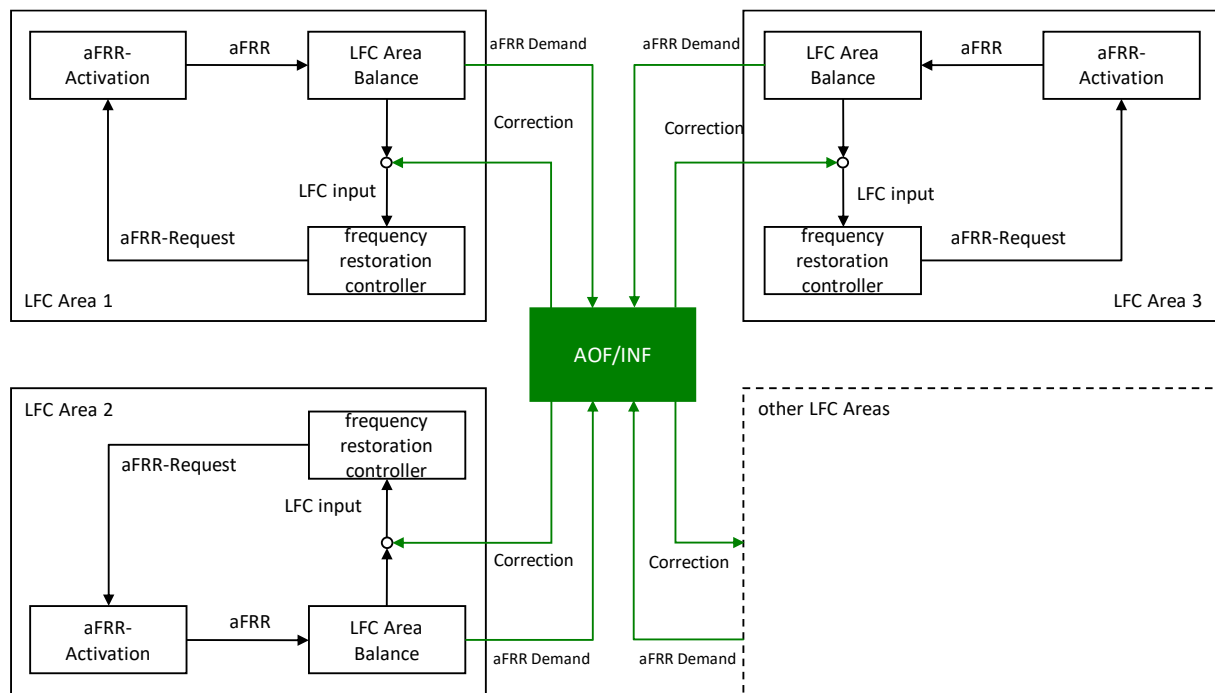 aFRR-
Activation
aFRR
LFC Area
Balance
aFRR Demand
Correction
LFC input
aFRR-Request
frequency
restoration
controller
LFC Area 1
aFRR Demand
LFC Area
Balance
aFRR
aFRR-
Activation
Correction
LFC input
aFRR-Request
frequency
restoration
controller
LFC Area 3
AOF/INF
LFC Area 2
frequency
restoration
controller
aFRR-Request
LFC input
Correction
aFRR-
Activation
aFRR
LFC Area
Balance
aFRR Demand
other LFC Areas
Correction
aFRR Demand